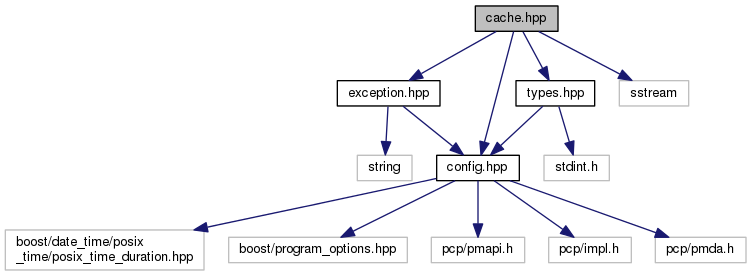 cache.hpp
exception.hpp
types.hpp
sstream
string
config.hpp
stdint.h
boost/date_time/posix
_time/posix_time_duration.hpp
boost/program_options.hpp
pcp/pmapi.h
pcp/impl.h
pcp/pmda.h